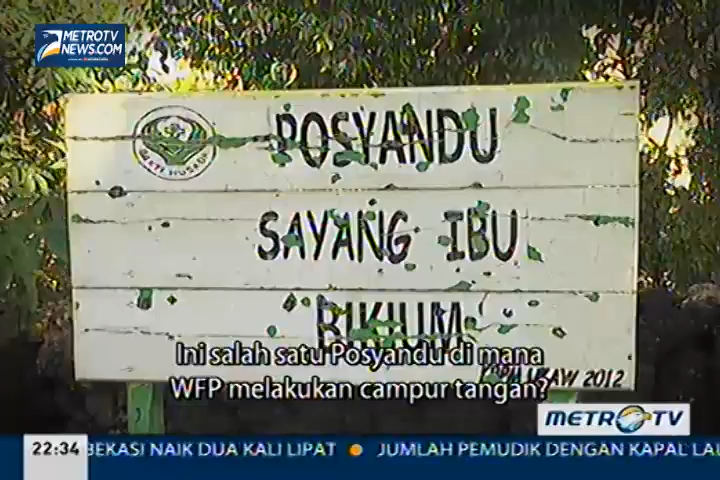 METROTV
NEWS.COM
BAKTI HUSADA
POSYANDU
SAYANG IBU
BIKIUM
Ini salah satu Posyandu di mana
WFP melakukan campur tangan?
2012
METRO TV
22:34
BEKASI NAIK DUA KALI LIPAT • JUMLAH PEMUDIK DENGAN KAPAL LAU